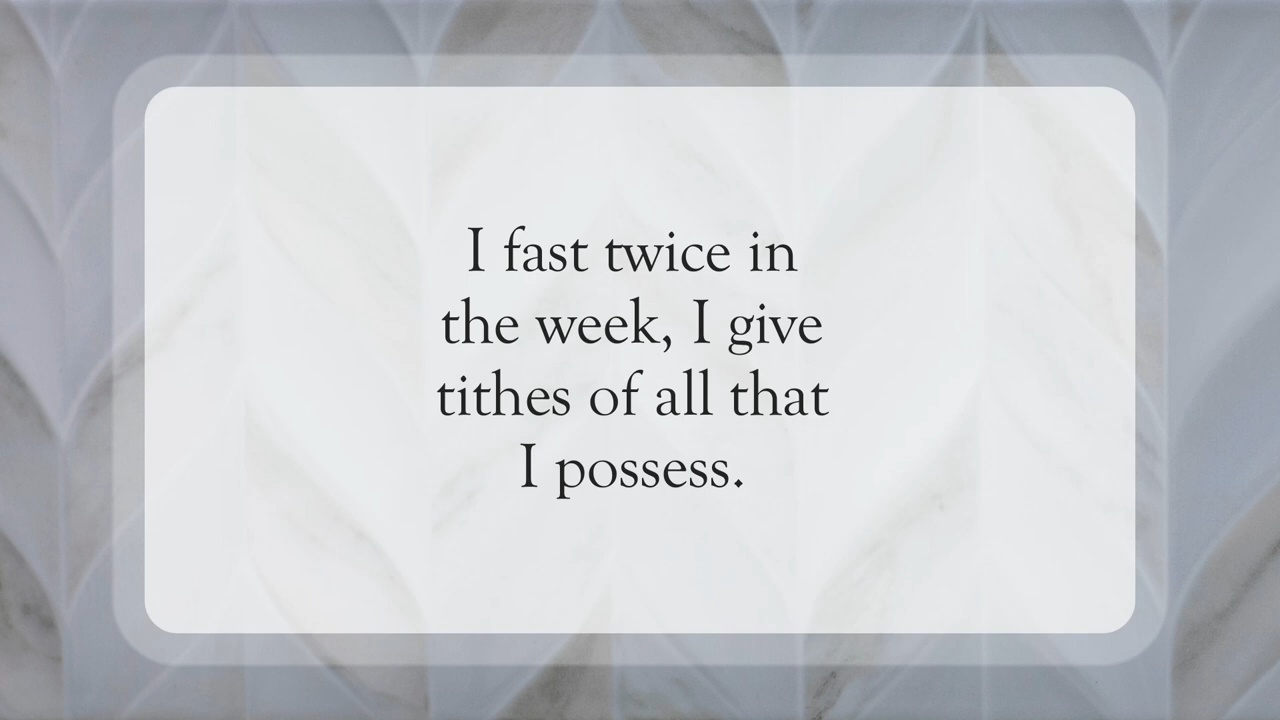 I fast twice in
the week, I give
tithes of all that
I possess.